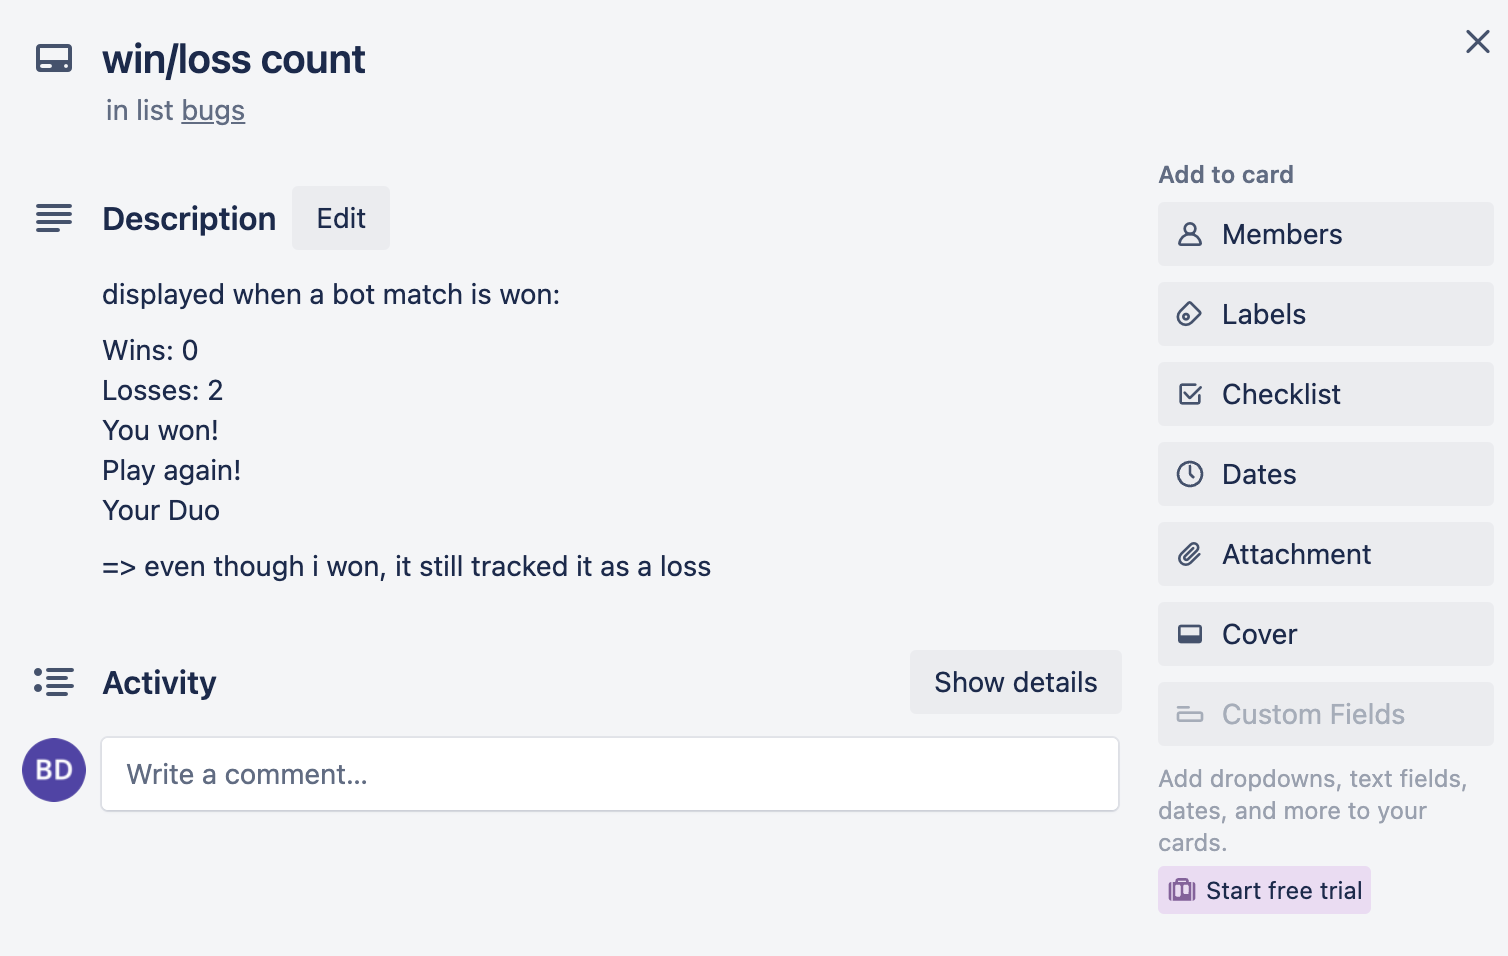 win/loss count
in list bugs
Description
Edit
displayed when a bot match is won:
Wins: 0
Losses: 2
You won!
Play again!
Your Duo
=> even though i won, it still tracked it as a loss
Activity
Show details
BD
Write a comment...
Add to card
Members
Labels
Checklist
Dates
Attachment
Cover
Custom Fields
Add dropdowns, text fields,
dates, and more to your
cards.
Start free trial